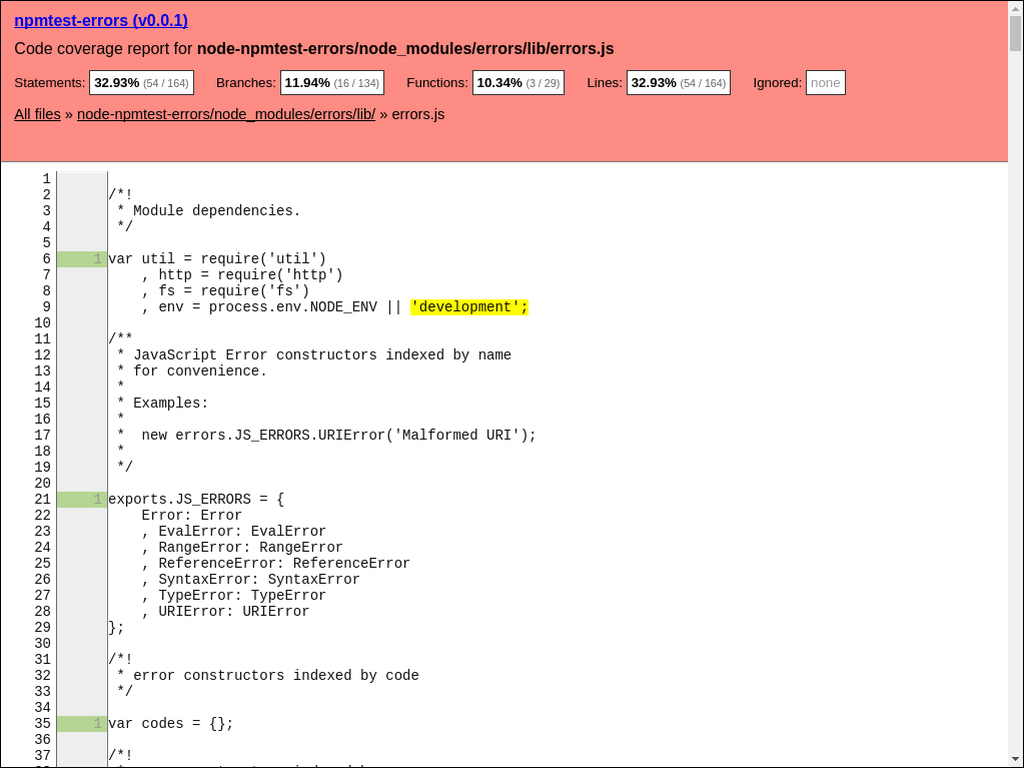 npmtest-errors (v0.0.1)
Code coverage report for node-npmtest-errors/node_modules/errors/lib/errors.js
Statements: 32.93% (54 / 164) Branches: 11.94% (16 / 134) Functions: 10.34% (3 / 29) Lines: 32.93% (54 / 164) Ignored: none
All files » node-npmtest-errors/node_modules/errors/lib/ » errors.js
1
2 /*!
3  * Module dependencies.
4  */
5
6 1 var util = require('util')
7     , http = require('http')
8     , fs = require('fs')
9     , env = process.env.NODE_ENV || 'development';
10
11 /**
12  * JavaScript Error constructors indexed by name
13  * for convenience.
14  *
15  * Examples:
16  *
17  *  new errors.JS_ERRORS.URIError('Malformed URI');
18  *
19  */
20
21 1 exports.JS_ERRORS = {
22     Error: Error
23     , EvalError: EvalError
24     , RangeError: RangeError
25     , ReferenceError: ReferenceError
26     , SyntaxError: SyntaxError
27     , TypeError: TypeError
28     , URIError: URIError
29 };
30
31 /*!
32  * error constructors indexed by code
33  */
34
35 1 var codes = {};
36
37 /*!